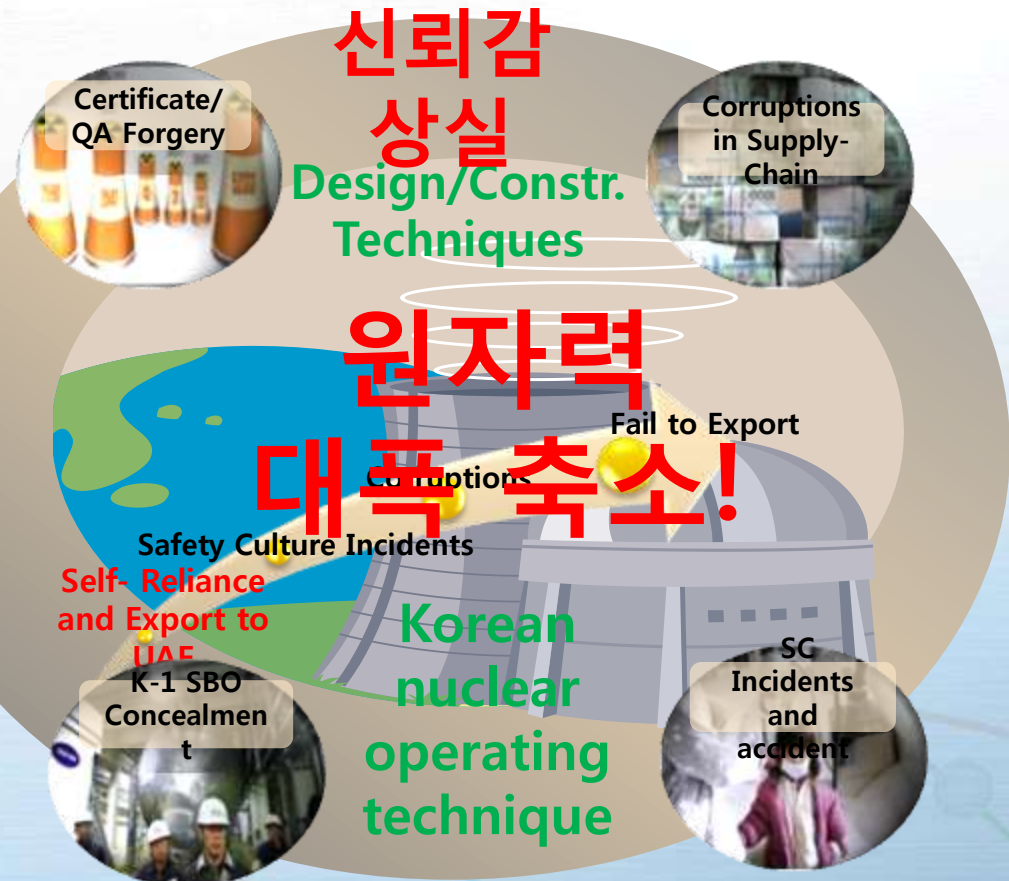 신뢰감
상실
Certificate/
QA Forgery
Corruptions
in Supply-
Chain
Design/Constr.
Techniques
원자력
대폭 축소!
Fail to Export
Corruptions
Safety Culture Incidents
Self- Reliance
and Export to
UAE
K-1 SBO
Concealmen
t
Korean
nuclear
operating
technique
SC
Incidents
and
accident